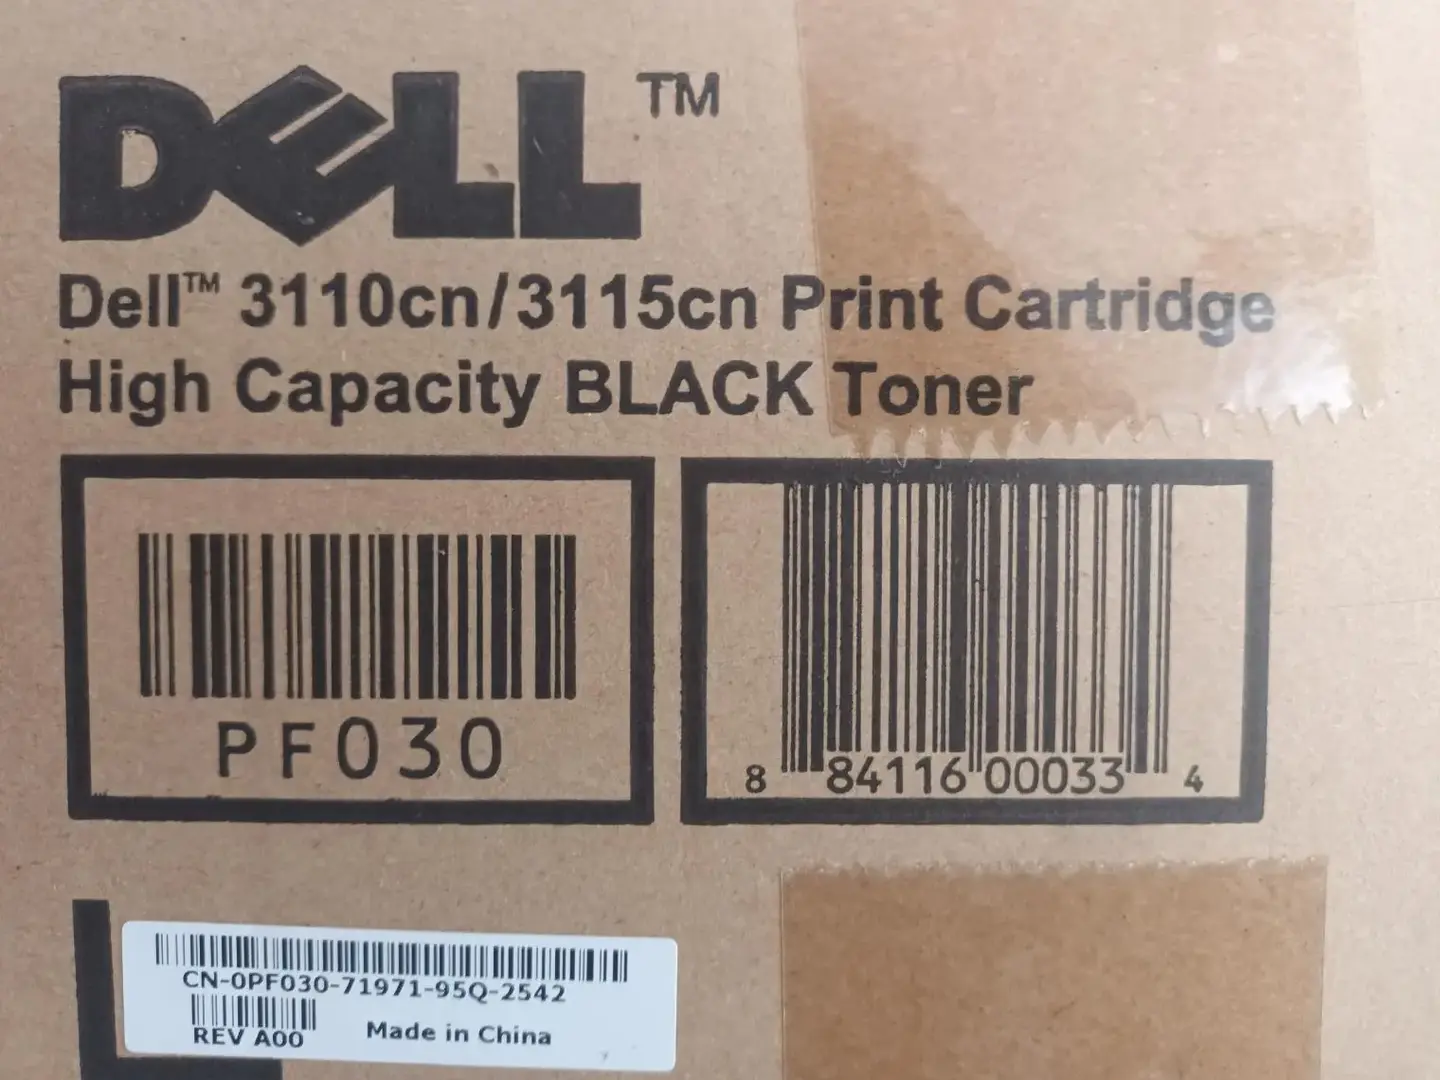 DELL™
Dell™ 3110cn/3115cn Print Cartridge
High Capacity BLACK Toner
PF030
8 84116 00033 4
CN-0PF030-71971-95Q-2542
REV A00 Made in China